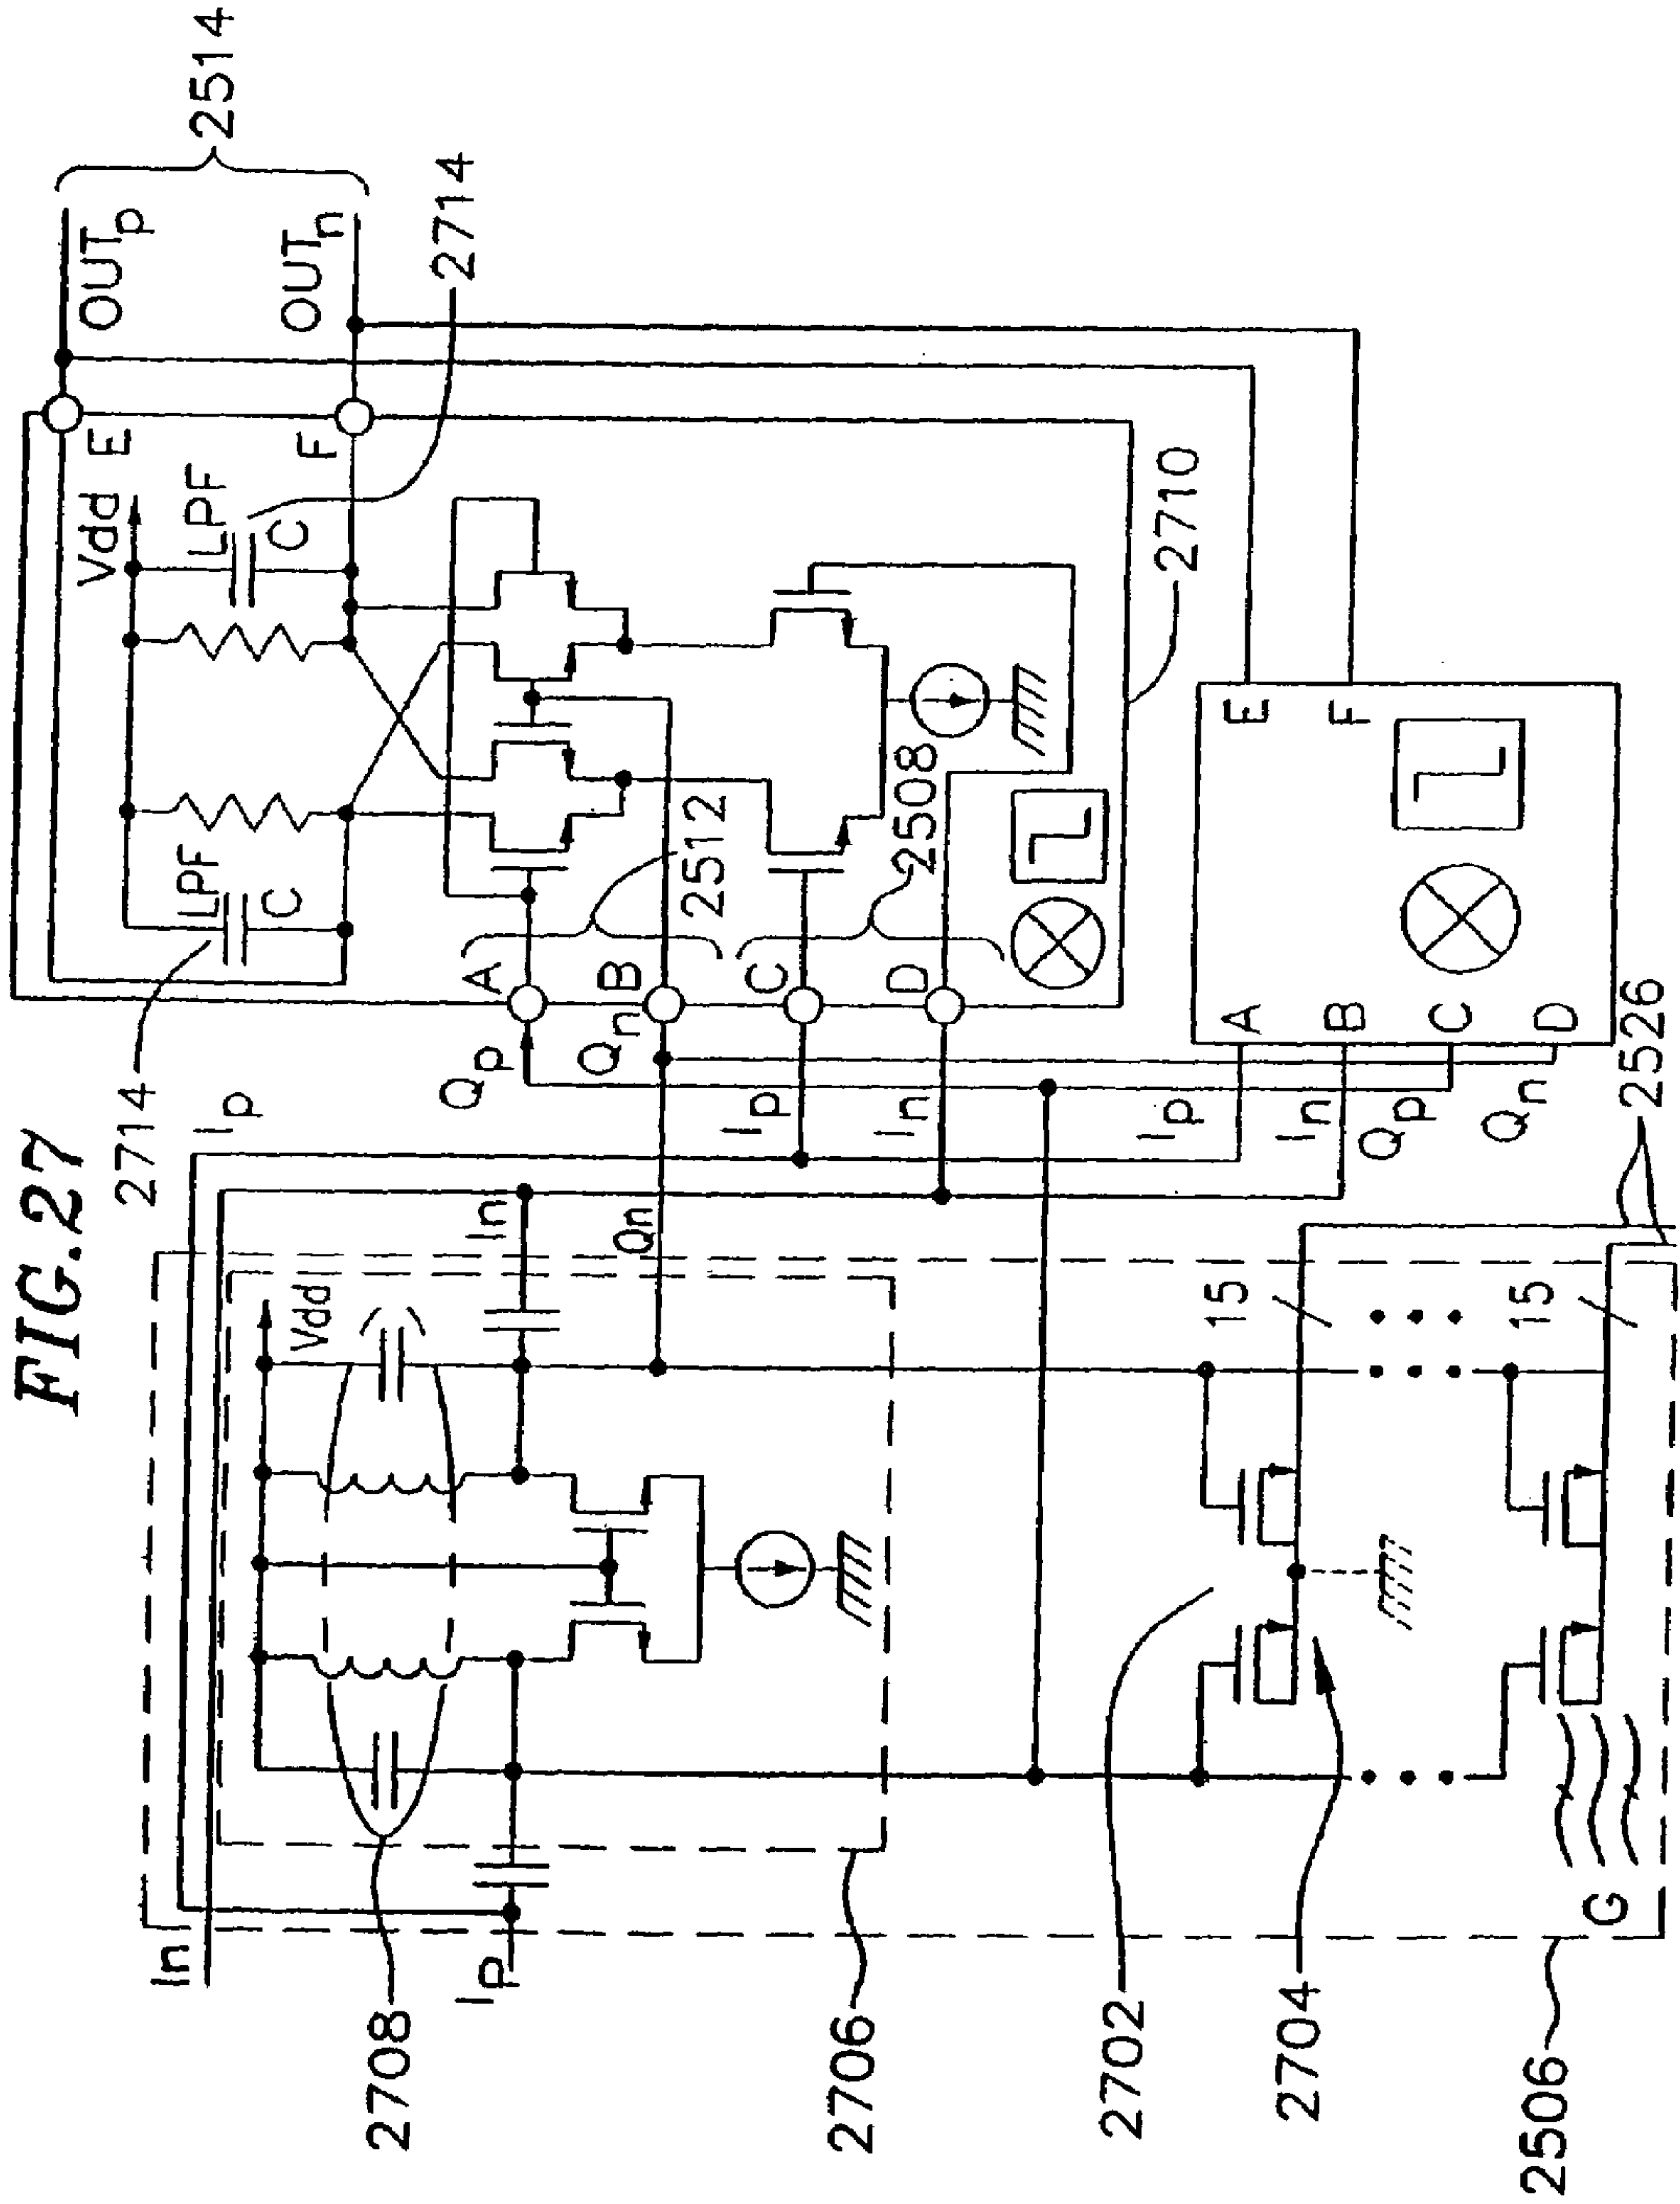 FIG.27
2514
OUTp
OUTn
2714
E
F
Vdd
LPF
C
LPF
C
2714
A
B
C
D
2512
2508
2710
Qp
Qn
Ip
In
Ip
In
Qn
Ip
In
Qp
Qn
A
B
C
D
E
F
2526
Vdd
15
15
In
Ip
2708
2706
2702
2704
G
2506